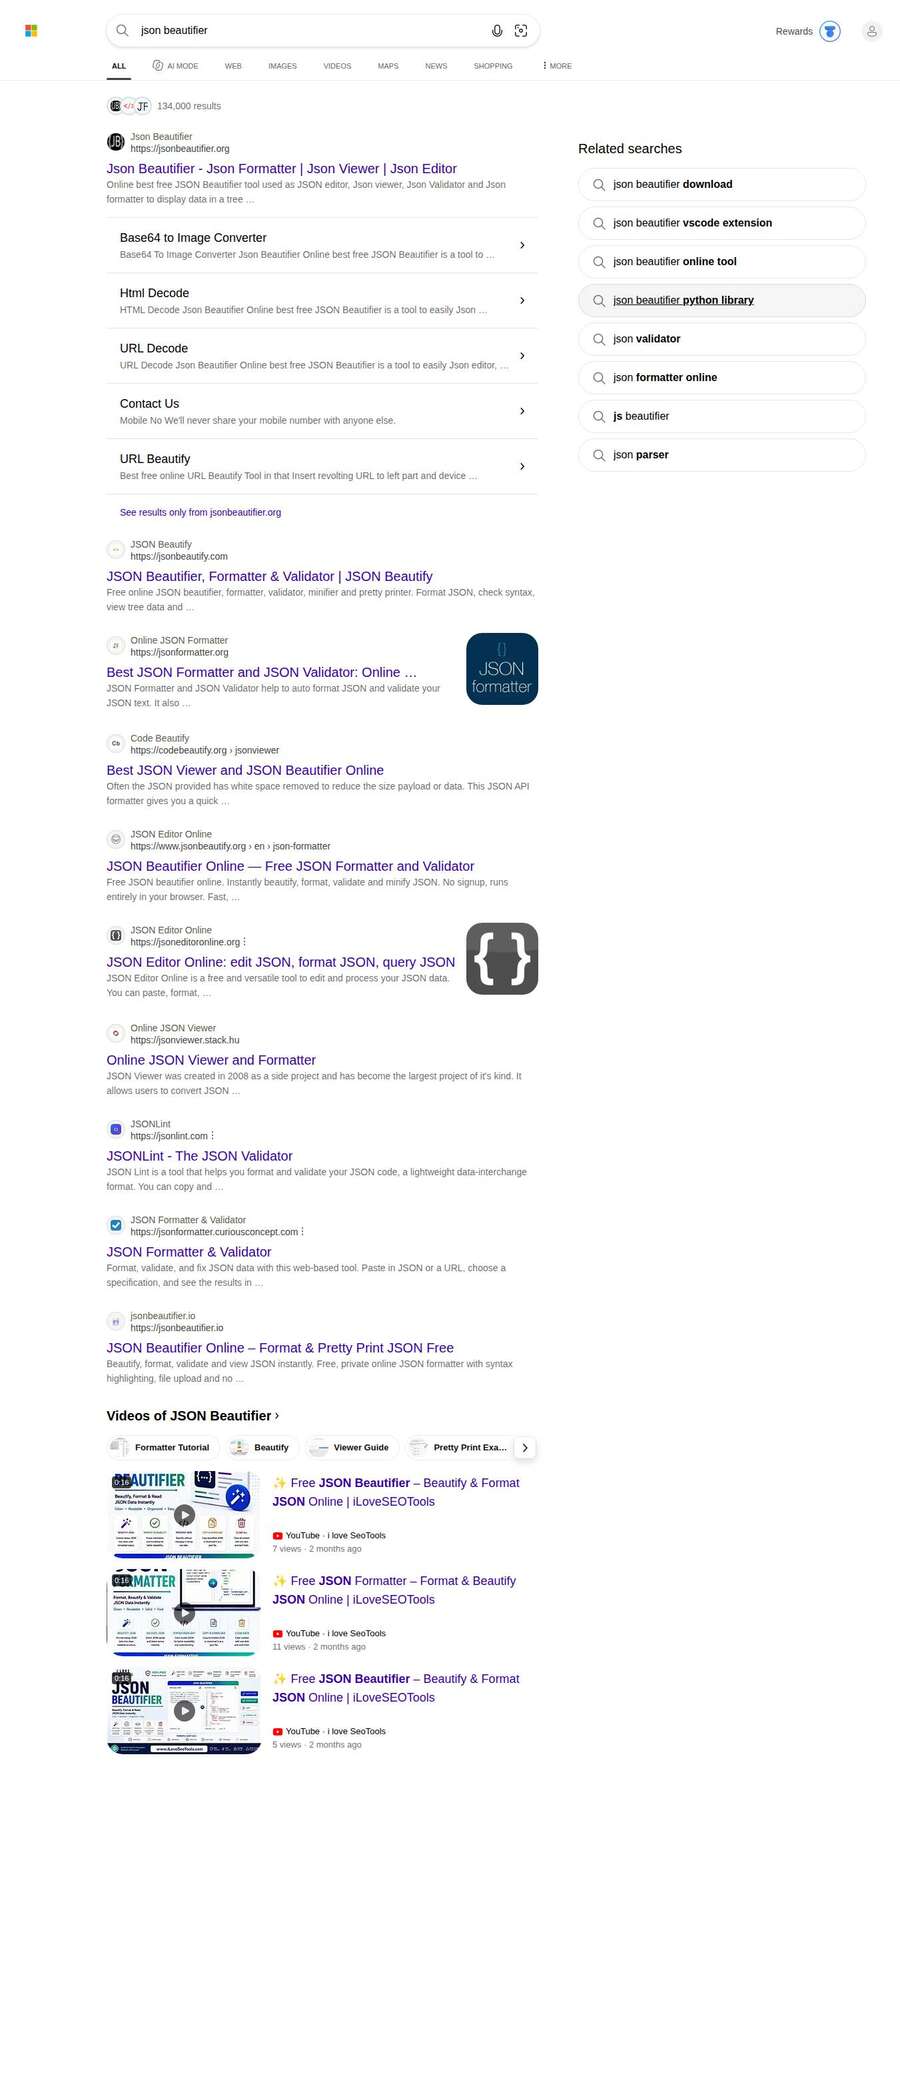 json beautifier
Rewards
ALL
AI MODE
WEB
IMAGES
VIDEOS
MAPS
NEWS
SHOPPING
MORE
134,000 results
Json Beautifier
https://jsonbeautifier.org
Json Beautifier - Json Formatter | Json Viewer | Json Editor
Online best free JSON Beautifier tool used as JSON editor, Json viewer, Json Validator and Json
formatter to display data in a tree …
Base64 to Image Converter
Base64 To Image Converter Json Beautifier Online best free JSON Beautifier is a tool to …
Html Decode
HTML Decode Json Beautifier Online best free JSON Beautifier is a tool to easily Json …
URL Decode
URL Decode Json Beautifier Online best free JSON Beautifier is a tool to easily Json editor, …
Contact Us
Mobile No We'll never share your mobile number with anyone else.
URL Beautify
Best free online URL Beautify Tool in that Insert revolting URL to left part and device …
See results only from jsonbeautifier.org
JSON Beautify
https://jsonbeautify.com
JSON Beautifier, Formatter & Validator | JSON Beautify
Free online JSON beautifier, formatter, validator, minifier and pretty printer. Format JSON, check syntax,
view tree data and …
Online JSON Formatter
https://jsonformatter.org
Best JSON Formatter and JSON Validator: Online …
JSON Formatter and JSON Validator help to auto format JSON and validate your
JSON text. It also …
{}
JSON
formatter
Code Beautify
https://codebeautify.org › jsonviewer
Best JSON Viewer and JSON Beautifier Online
Often the JSON provided has white space removed to reduce the size payload or data. This JSON API
formatter gives you a quick …
JSON Editor Online
https://www.jsonbeautify.org › en › json-formatter
JSON Beautifier Online — Free JSON Formatter and Validator
Free JSON beautifier online. Instantly beautify, format, validate and minify JSON. No signup, runs
entirely in your browser. Fast, …
JSON Editor Online
https://jsoneditoronline.org
JSON Editor Online: edit JSON, format JSON, query JSON
JSON Editor Online is a free and versatile tool to edit and process your JSON data.
You can paste, format, …
{}
Online JSON Viewer
https://jsonviewer.stack.hu
Online JSON Viewer and Formatter
JSON Viewer was created in 2008 as a side project and has become the largest project of it's kind. It
allows users to convert JSON …
JSONLint
https://jsonlint.com
JSONLint - The JSON Validator
JSON Lint is a tool that helps you format and validate your JSON code, a lightweight data-interchange
format. You can copy and …
JSON Formatter & Validator
https://jsonformatter.curiousconcept.com
JSON Formatter & Validator
Format, validate, and fix JSON data with this web-based tool. Paste in JSON or a URL, choose a
specification, and see the results in …
jsonbeautifier.io
https://jsonbeautifier.io
JSON Beautifier Online – Format & Pretty Print JSON Free
Beautify, format, validate and view JSON instantly. Free, private online JSON formatter with syntax
highlighting, file upload and no …
Videos of JSON Beautifier
Formatter Tutorial
Beautify
Viewer Guide
Pretty Print Exa…
0:16
BEAUTIFIER
Beautify, Format & Read
JSON Data Instantly
✨ Free JSON Beautifier – Beautify & Format
JSON Online | iLoveSEOTools
YouTube · i love SeoTools
7 views · 2 months ago
0:16
Format, Beautify & Validate
JSON Data Instantly
✨ Free JSON Formatter – Format & Beautify
JSON Online | iLoveSEOTools
YouTube · i love SeoTools
11 views · 2 months ago
0:16
JSON
BEAUTIFIER
www.iLoveSeoTools.com
✨ Free JSON Beautifier – Beautify & Format
JSON Online | iLoveSEOTools
YouTube · i love SeoTools
5 views · 2 months ago
Related searches
json beautifier download
json beautifier vscode extension
json beautifier online tool
json beautifier python library
json validator
json formatter online
js beautifier
json parser